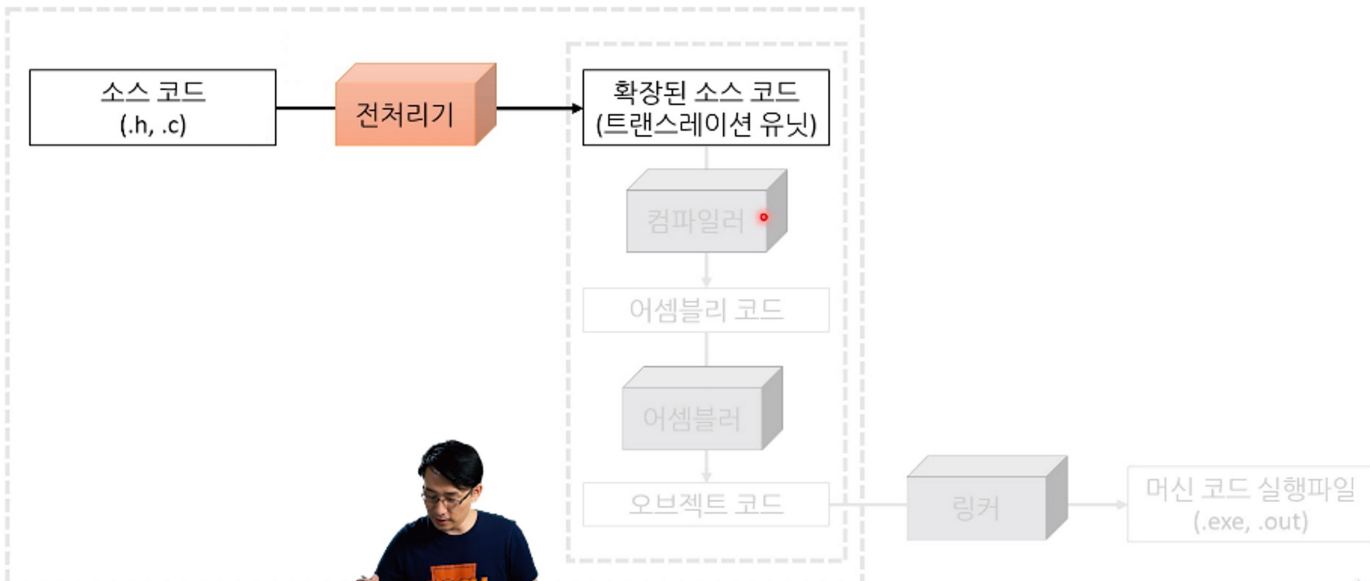 소스 코드
(.h, .c)
전처리기
확장된 소스 코드
(트랜스레이션 유닛)
컴파일러
어셈블리 코드
어셈블러
오브젝트 코드
링커
머신 코드 실행파일
(.exe, .out)